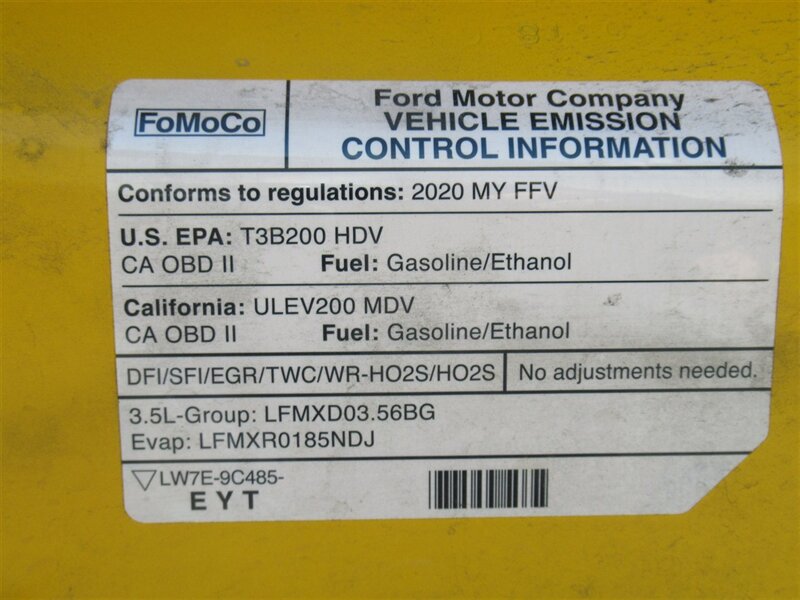 FoMoCo
Ford Motor Company
VEHICLE EMISSION
CONTROL INFORMATION
Conforms to regulations: 2020 MY FFV
U.S. EPA: T3B200 HDV
CA OBD II Fuel: Gasoline/Ethanol
California: ULEV200 MDV
CA OBD II Fuel: Gasoline/Ethanol
DFI/SFI/EGR/TWC/WR-HO2S/HO2S No adjustments needed.
3.5L-Group: LFMXD03.56BG
Evap: LFMXR0185NDJ
LW7E-9C485-
EYT